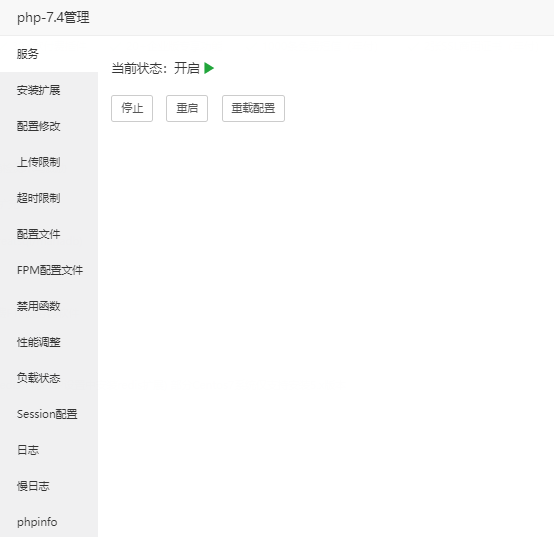 php-7.4管理
服务
安装扩展
配置修改
上传限制
超时限制
配置文件
FPM配置文件
禁用函数
性能调整
负载状态
Session配置
日志
慢日志
phpinfo
当前状态：开启
停止 重启 重载配置